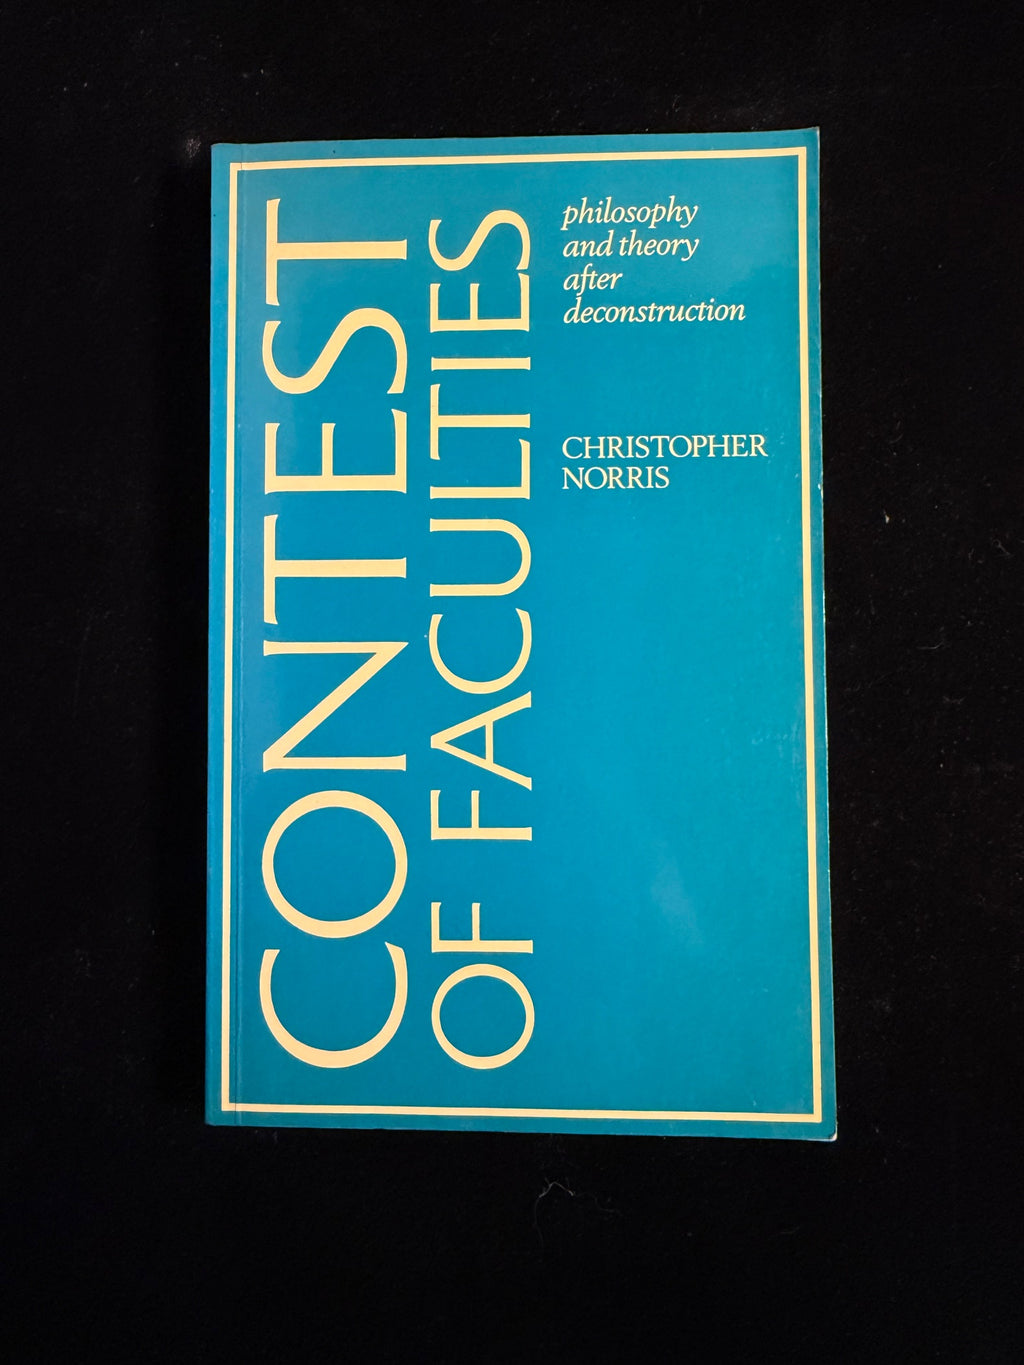 CONTEST
OF FACULTIES
philosophy
and theory
after
deconstruction
CHRISTOPHER
NORRIS